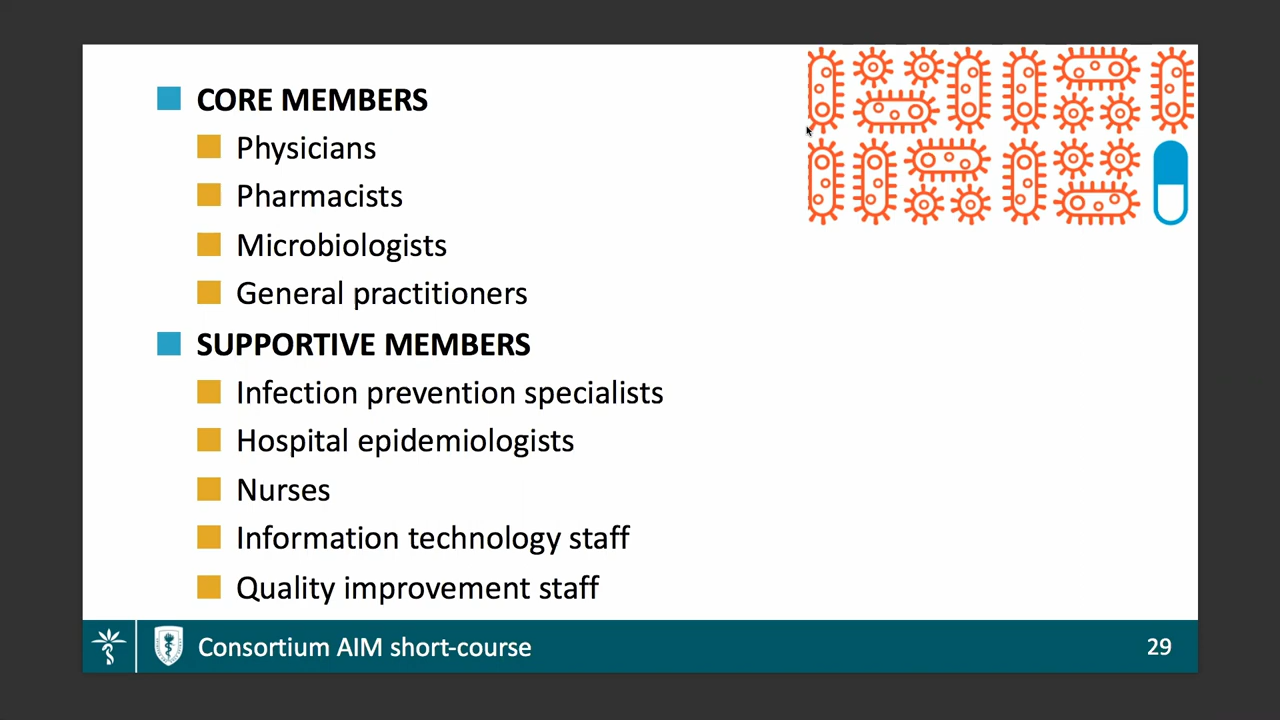 CORE MEMBERS
Physicians
Pharmacists
Microbiologists
General practitioners
SUPPORTIVE MEMBERS
Infection prevention specialists
Hospital epidemiologists
Nurses
Information technology staff
Quality improvement staff
Consortium AIM short-course
29